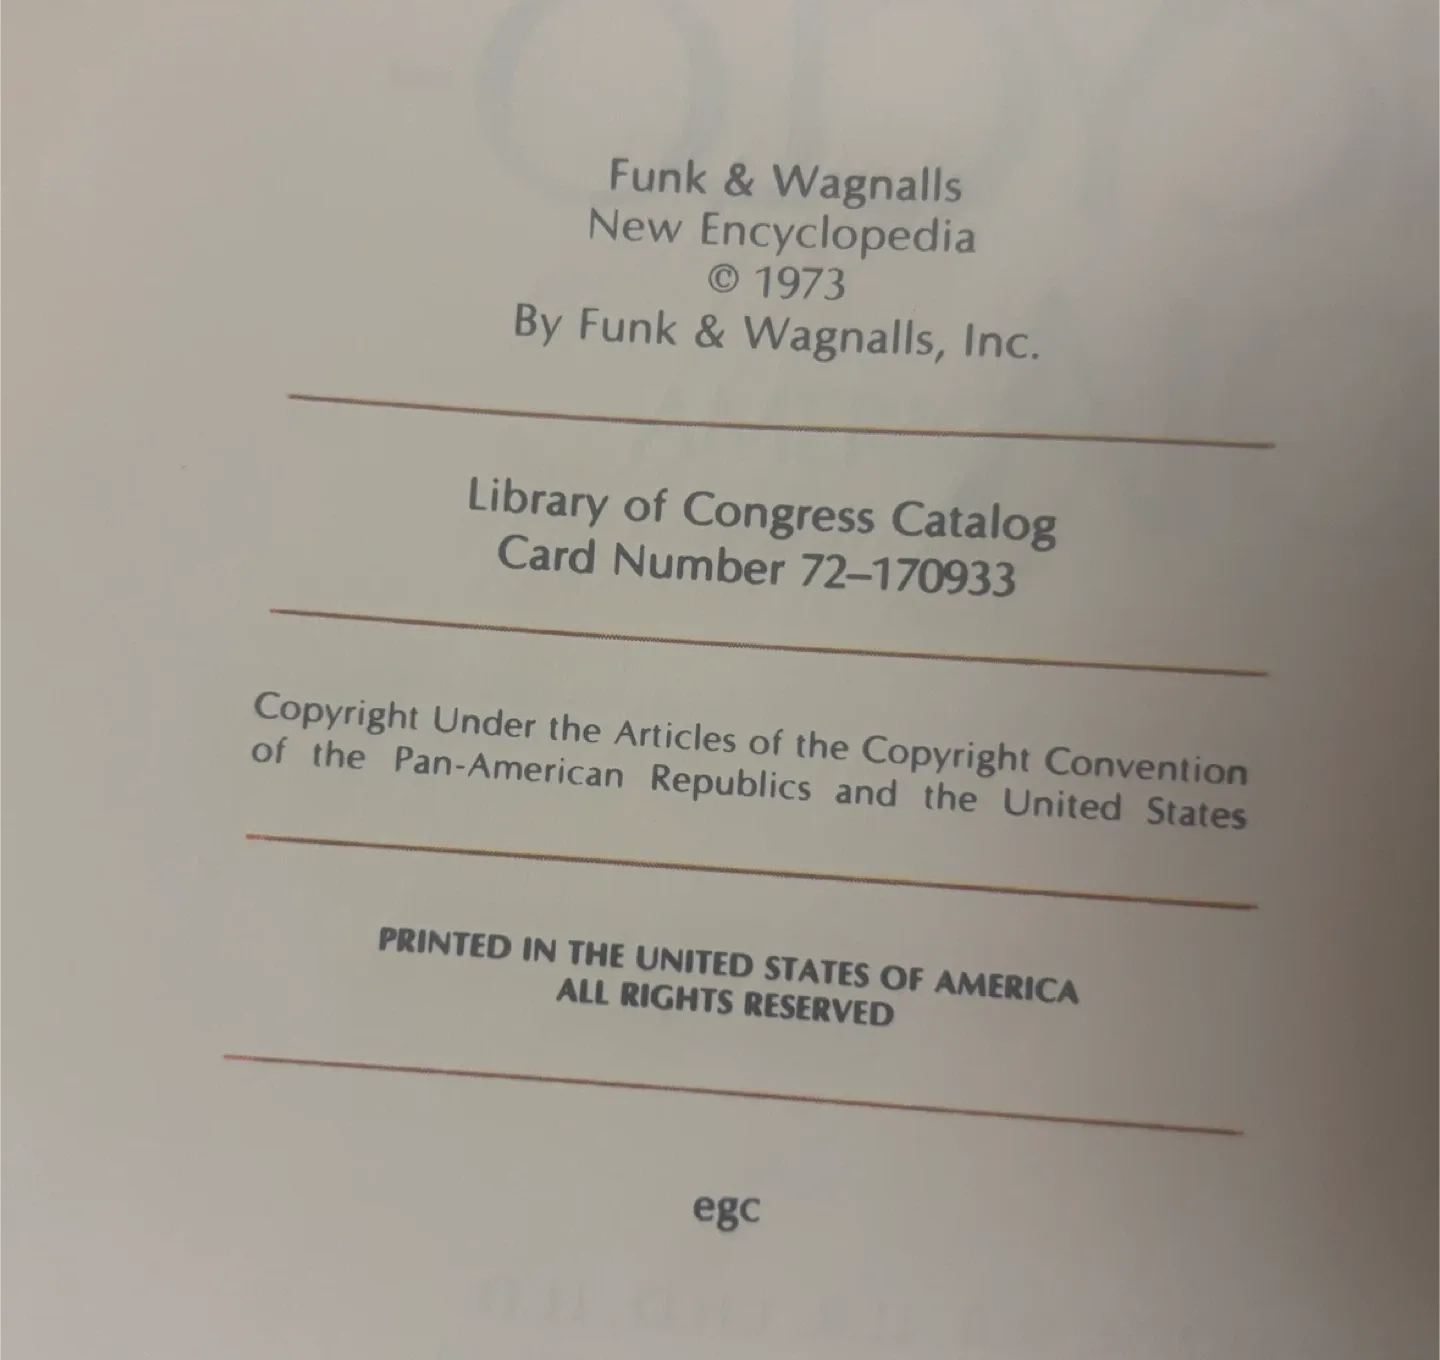 Funk & Wagnalls
New Encyclopedia
© 1973
By Funk & Wagnalls, Inc.
Library of Congress Catalog
Card Number 72–170933
Copyright Under the Articles of the Copyright Convention
of the Pan-American Republics and the United States
PRINTED IN THE UNITED STATES OF AMERICA
ALL RIGHTS RESERVED
egc